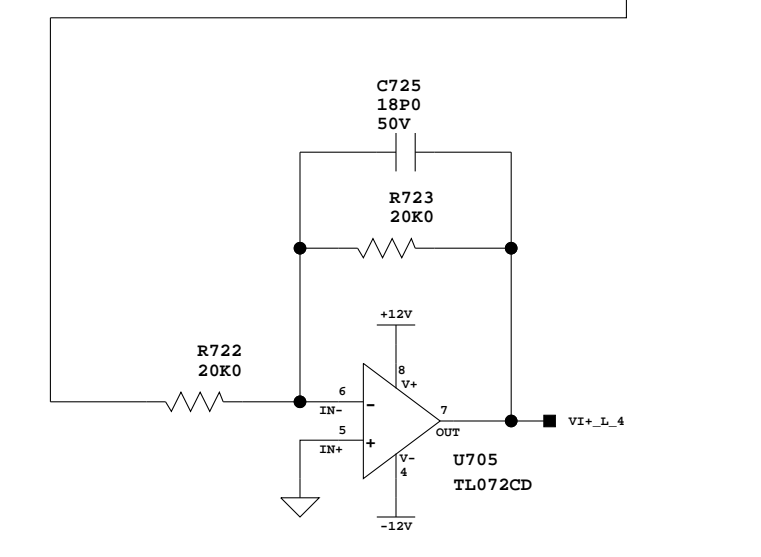 C725
18P0
50V
R723
20K0
+12V
R722
20K0
8
V+
6
IN-
-
7
OUT
VI+_L_4
5
IN+
+
V-
4
U705
TL072CD
-12V